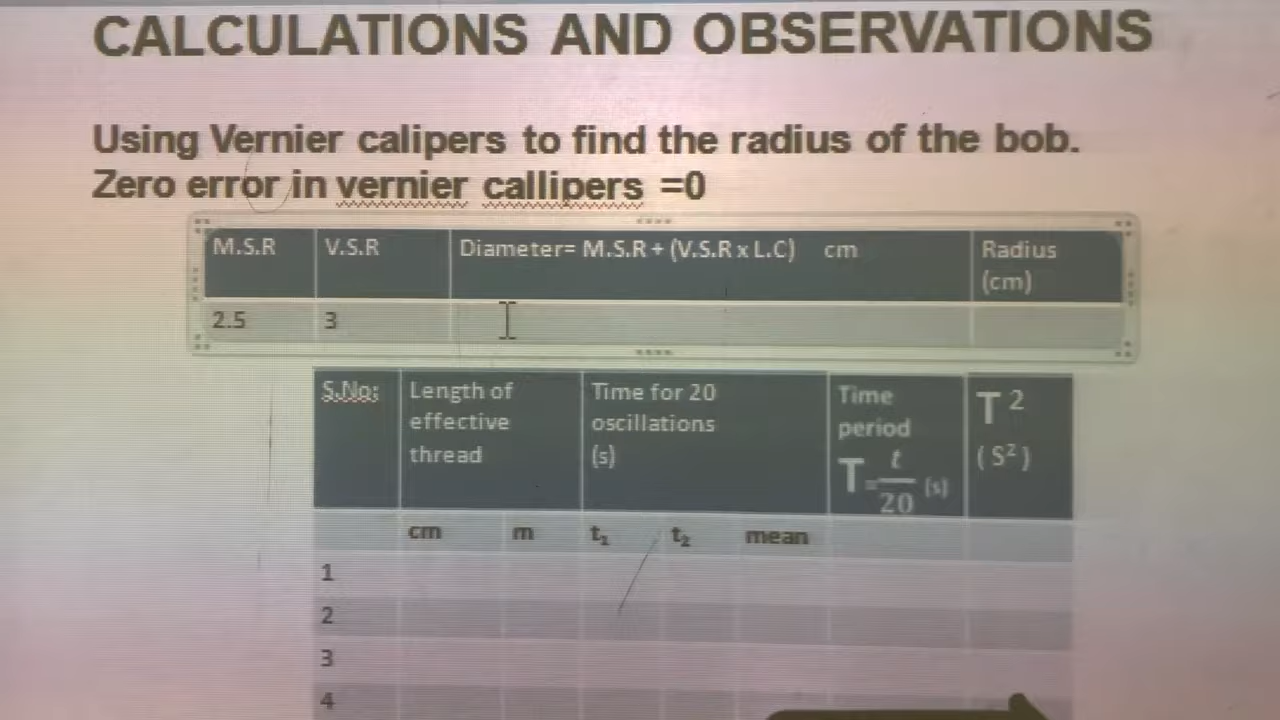 CALCULATIONS AND OBSERVATIONS
Using Vernier calipers to find the radius of the bob.
Zero error in vernier callipers =0
M.S.R V.S.R Diameter= M.S.R + (V.S.R x L.C) cm Radius
(cm)
2.5 3
S.No: Length of Time for 20 Time T²
effective oscillations period (S²)
thread (s) T=t/20 (s)
cm m t₁ t₂ mean
1
2
3
4